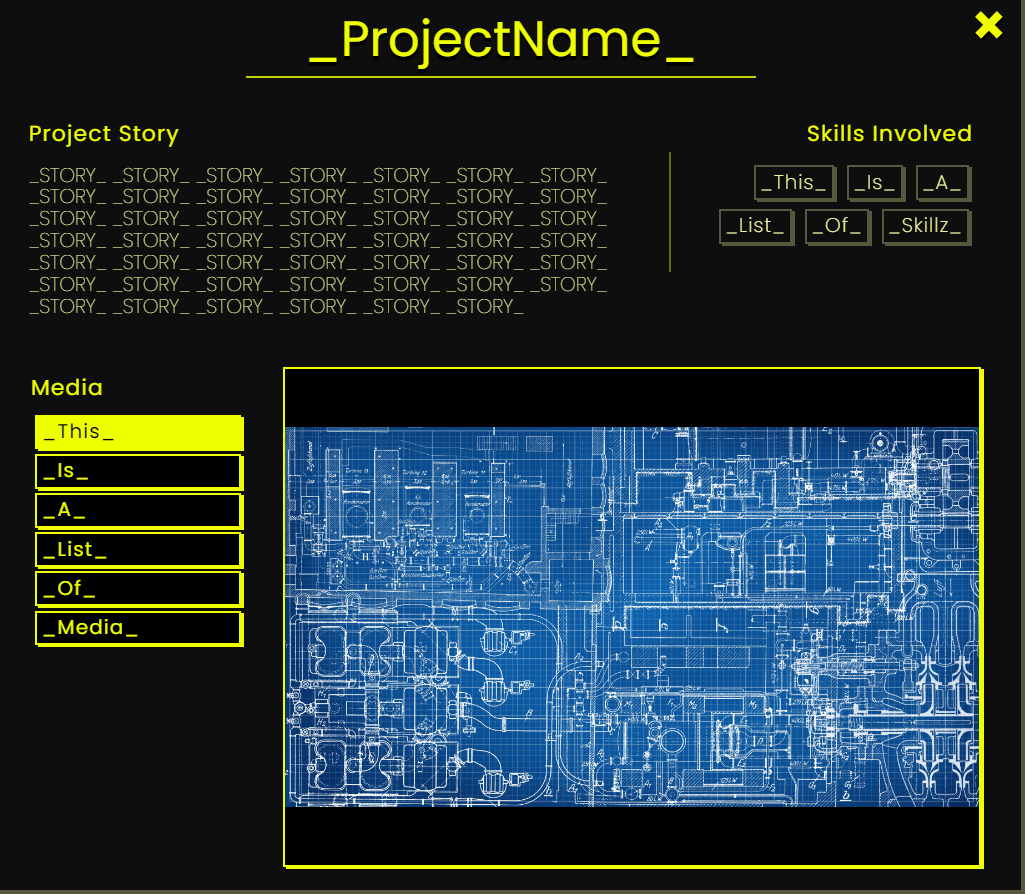 _ProjectName_
Project Story
Skills Involved
_STORY_ _STORY_ _STORY_ _STORY_ _STORY_ _STORY_ _STORY_
_STORY_ _STORY_ _STORY_ _STORY_ _STORY_ _STORY_ _STORY_
_STORY_ _STORY_ _STORY_ _STORY_ _STORY_ _STORY_ _STORY_
_STORY_ _STORY_ _STORY_ _STORY_ _STORY_ _STORY_ _STORY_
_STORY_ _STORY_ _STORY_ _STORY_ _STORY_ _STORY_ _STORY_
_STORY_ _STORY_ _STORY_ _STORY_ _STORY_ _STORY_ _STORY_
_STORY_ _STORY_ _STORY_ _STORY_ _STORY_ _STORY_
_This_ _Is_ _A_
_List_ _Of_ _Skillz_
Media
_This_
_Is_
_A_
_List_
_Of_
_Media_